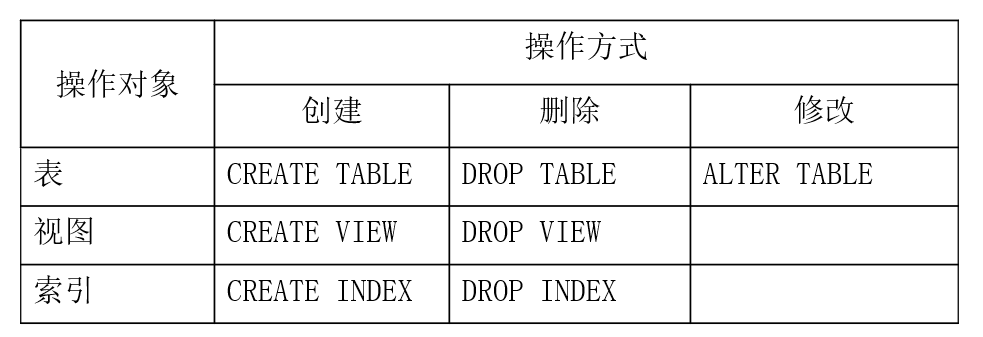 操作对象
操作方式
创建 删除 修改
表 CREATE TABLE DROP TABLE ALTER TABLE
视图 CREATE VIEW DROP VIEW
索引 CREATE INDEX DROP INDEX